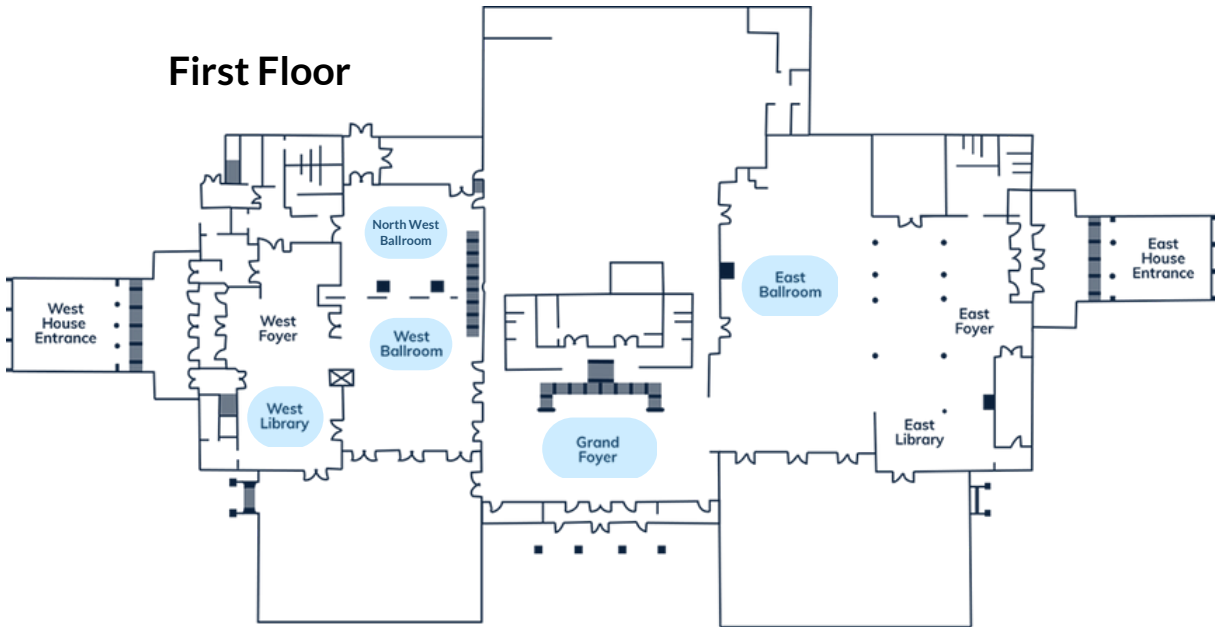 First Floor
North West
Ballroom
West
House
Entrance
West
Foyer
West
Ballroom
West
Library
Grand
Foyer
East
Ballroom
East
Foyer
East
Library
East
House
Entrance